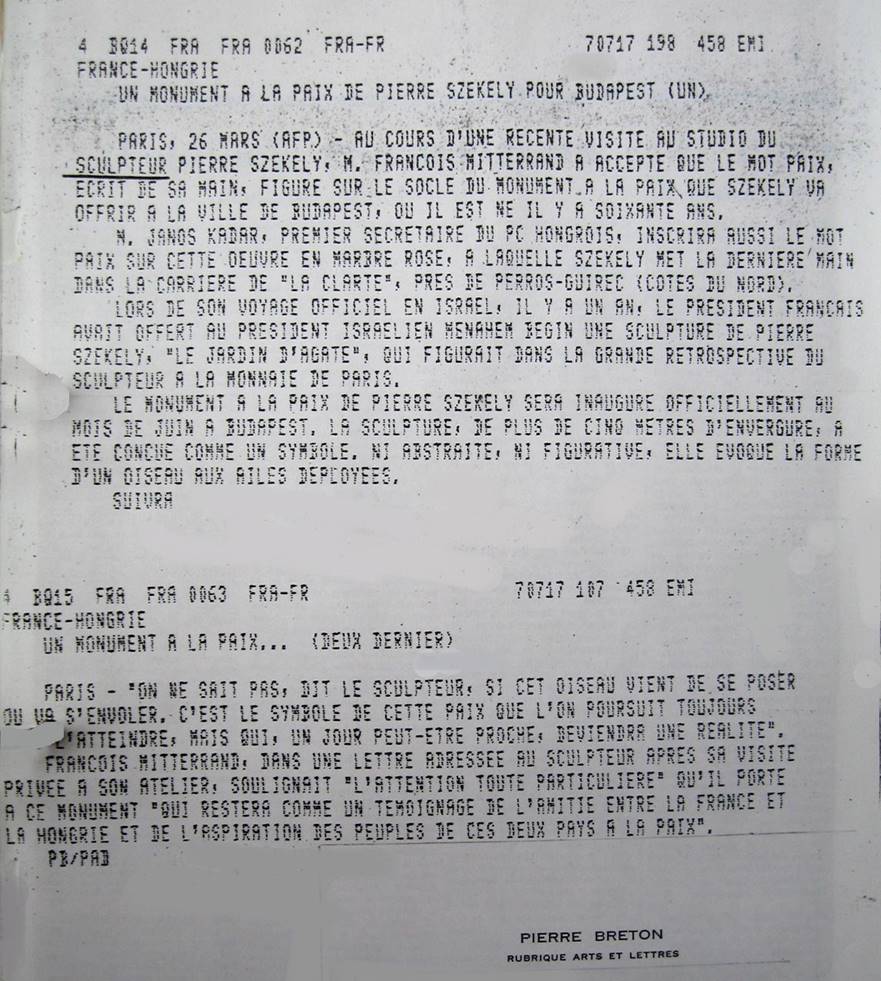 4  BQ14  FRA  FRA 0062  FRA-FR  70717 198  458 EMI
FRANCE-HONGRIE
UN MONUMENT A LA PAIX DE PIERRE SZEKELY POUR BUDAPEST (UN).
PARIS, 26 MARS (AFP) - AU COURS D'UNE RECENTE VISITE AU STUDIO DU
SCULPTEUR PIERRE SZEKELY, M. FRANCOIS MITTERRAND A ACCEPTE QUE LE MOT PAIX,
ECRIT DE SA MAIN, FIGURE SUR LE SOCLE DU MONUMENT A LA PAIX QUE SZEKELY VA
OFFRIR A LA VILLE DE BUDAPEST, OU IL EST NE IL Y A SOIXANTE ANS.
M. JANOS KADAR, PREMIER SECRETAIRE DU PC HONGROIS, INSCRIRA AUSSI LE MOT
PAIX SUR CETTE OEUVRE EN MARBRE ROSE, A LAQUELLE SZEKELY MET LA DERNIERE MAIN
DANS LA CARRIERE DE "LA CLARTE", PRES DE PERROS-GUIREC (COTES DU NORD).
LORS DE SON VOYAGE OFFICIEL EN ISRAEL, IL Y A UN AN, LE PRESIDENT FRANCAIS
AVAIT OFFERT AU PRESIDENT ISRAELIEN MENAHEM BEGIN UNE SCULPTURE DE PIERRE
SZEKELY, "LE JARDIN D'AGATE", QUI FIGURAIT DANS LA GRANDE RETROSPECTIVE DU
SCULPTEUR A LA MONNAIE DE PARIS.
LE MONUMENT A LA PAIX DE PIERRE SZEKELY SERA INAUGURE OFFICIELLEMENT AU
MOIS DE JUIN A BUDAPEST. LA SCULPTURE, DE PLUS DE CINQ METRES D'ENVERGURE, A
ETE CONCUE COMME UN SYMBOLE. NI ABSTRAITE, NI FIGURATIVE, ELLE EVOQUE LA FORME
D'UN OISEAU AUX AILES DEPLOYEES.
SUIVRA
4  BQ15  FRA  FRA 0063  FRA-FR  70717 107  458 EMI
FRANCE-HONGRIE
UN MONUMENT A LA PAIX...  (DEUX DERNIER)
PARIS - "ON NE SAIT PAS, DIT LE SCULPTEUR, SI CET OISEAU VIENT DE SE POSER
OU VA S'ENVOLER. C'EST LE SYMBOLE DE CETTE PAIX QUE L'ON POURSUIT TOUJOURS
L'ATTEINDRE, MAIS QUI, UN JOUR PEUT-ETRE PROCHE, DEVIENDRA UNE REALITE".
FRANCOIS MITTERRAND, DANS UNE LETTRE ADRESSEE AU SCULPTEUR APRES SA VISITE
PRIVEE A SON ATELIER, SOULIGNAIT "L'ATTENTION TOUTE PARTICULIERE" QU'IL PORTE
A CE MONUMENT "QUI RESTERA COMME UN TEMOIGNAGE DE L'AMITIE ENTRE LA FRANCE ET
LA HONGRIE ET DE L'ASPIRATION DES PEUPLES DE CES DEUX PAYS A LA PAIX".
PB/PAD
PIERRE BRETON
RUBRIQUE ARTS ET LETTRES